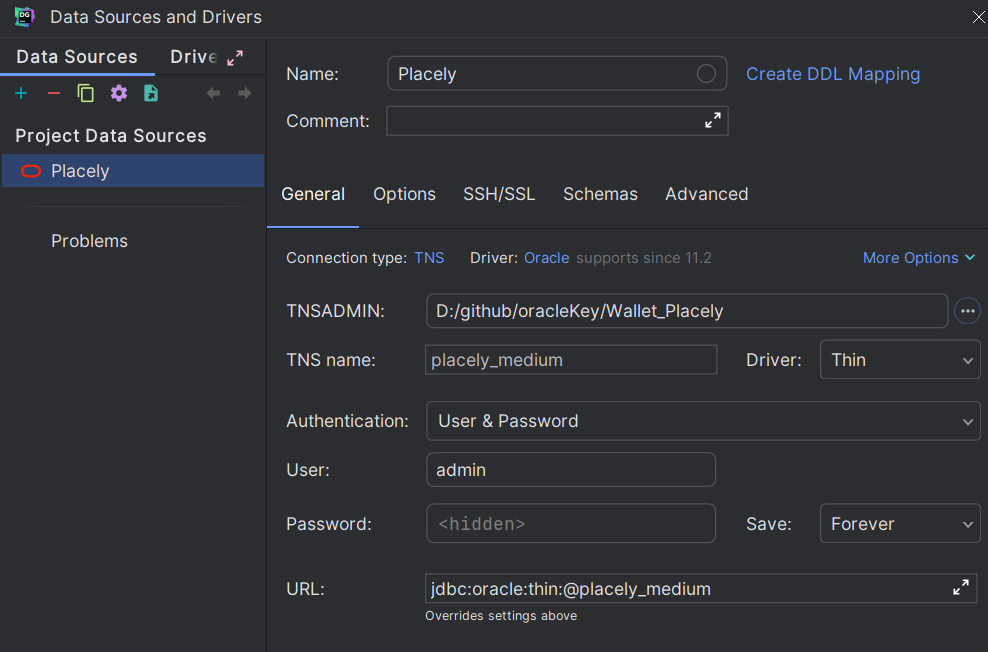 DG
Data Sources and Drivers
Data Sources
Drive
Project Data Sources
Placely
Problems
Name: Placely Create DDL Mapping
Comment:
General Options SSH/SSL Schemas Advanced
Connection type: TNS Driver: Oracle supports since 11.2 More Options
TNSADMIN: D:/github/oracleKey/Wallet_Placely
TNS name: placely_medium Driver: Thin
Authentication: User & Password
User: admin
Password: <hidden> Save: Forever
URL: jdbc:oracle:thin:@placely_medium
Overrides settings above